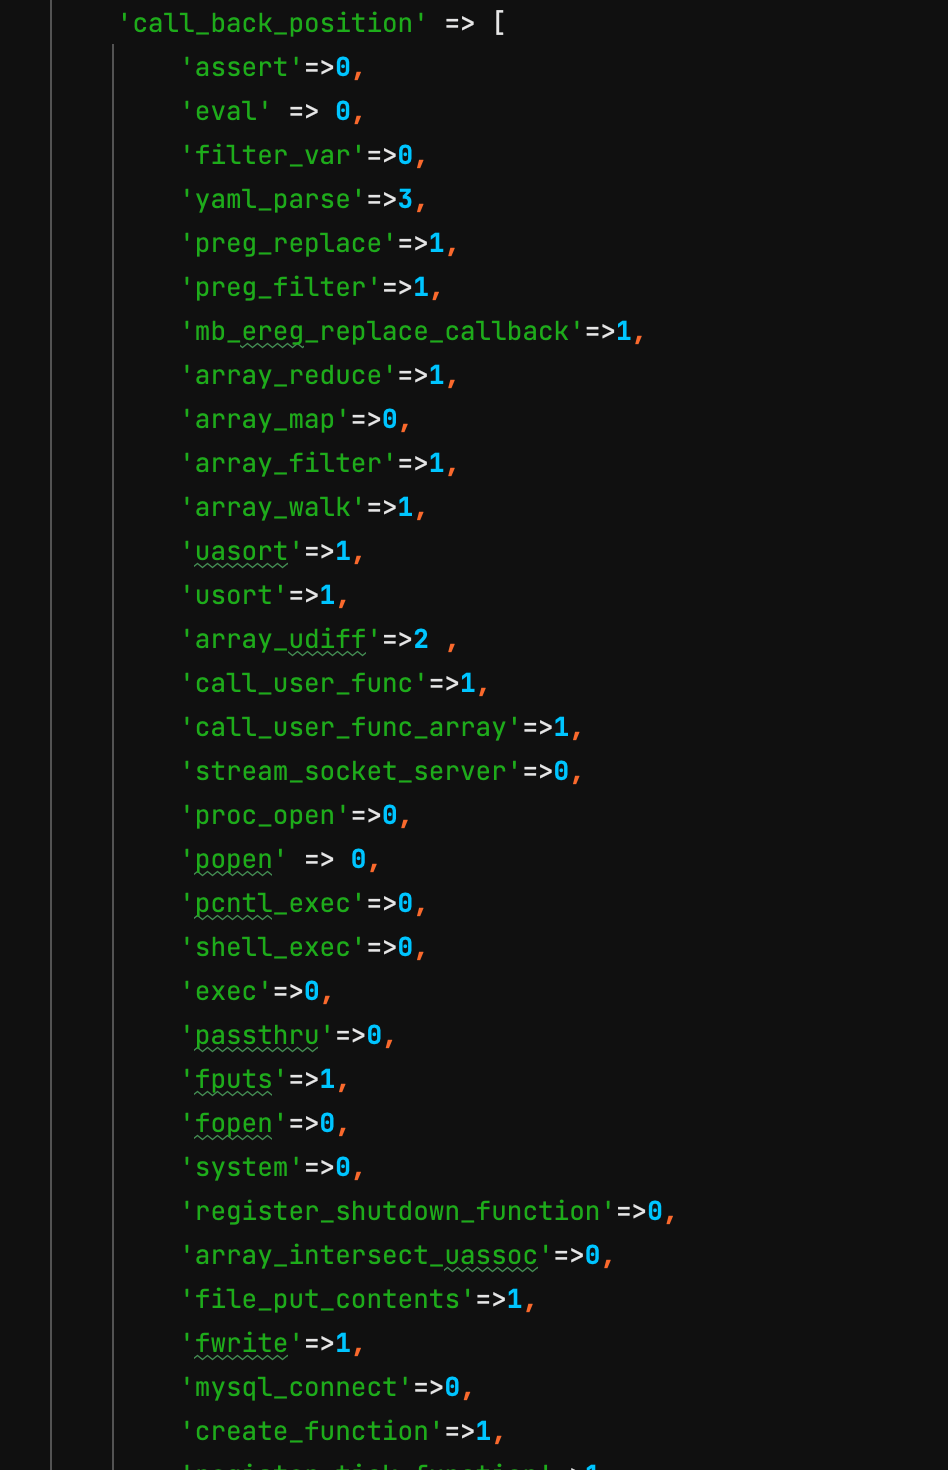 'call_back_position' => [
'assert'=>0,
'eval' => 0,
'filter_var'=>0,
'yaml_parse'=>3,
'preg_replace'=>1,
'preg_filter'=>1,
'mb_ereg_replace_callback'=>1,
'array_reduce'=>1,
'array_map'=>0,
'array_filter'=>1,
'array_walk'=>1,
'uasort'=>1,
'usort'=>1,
'array_udiff'=>2 ,
'call_user_func'=>1,
'call_user_func_array'=>1,
'stream_socket_server'=>0,
'proc_open'=>0,
'popen' => 0,
'pcntl_exec'=>0,
'shell_exec'=>0,
'exec'=>0,
'passthru'=>0,
'fputs'=>1,
'fopen'=>0,
'system'=>0,
'register_shutdown_function'=>0,
'array_intersect_uassoc'=>0,
'file_put_contents'=>1,
'fwrite'=>1,
'mysql_connect'=>0,
'create_function'=>1,